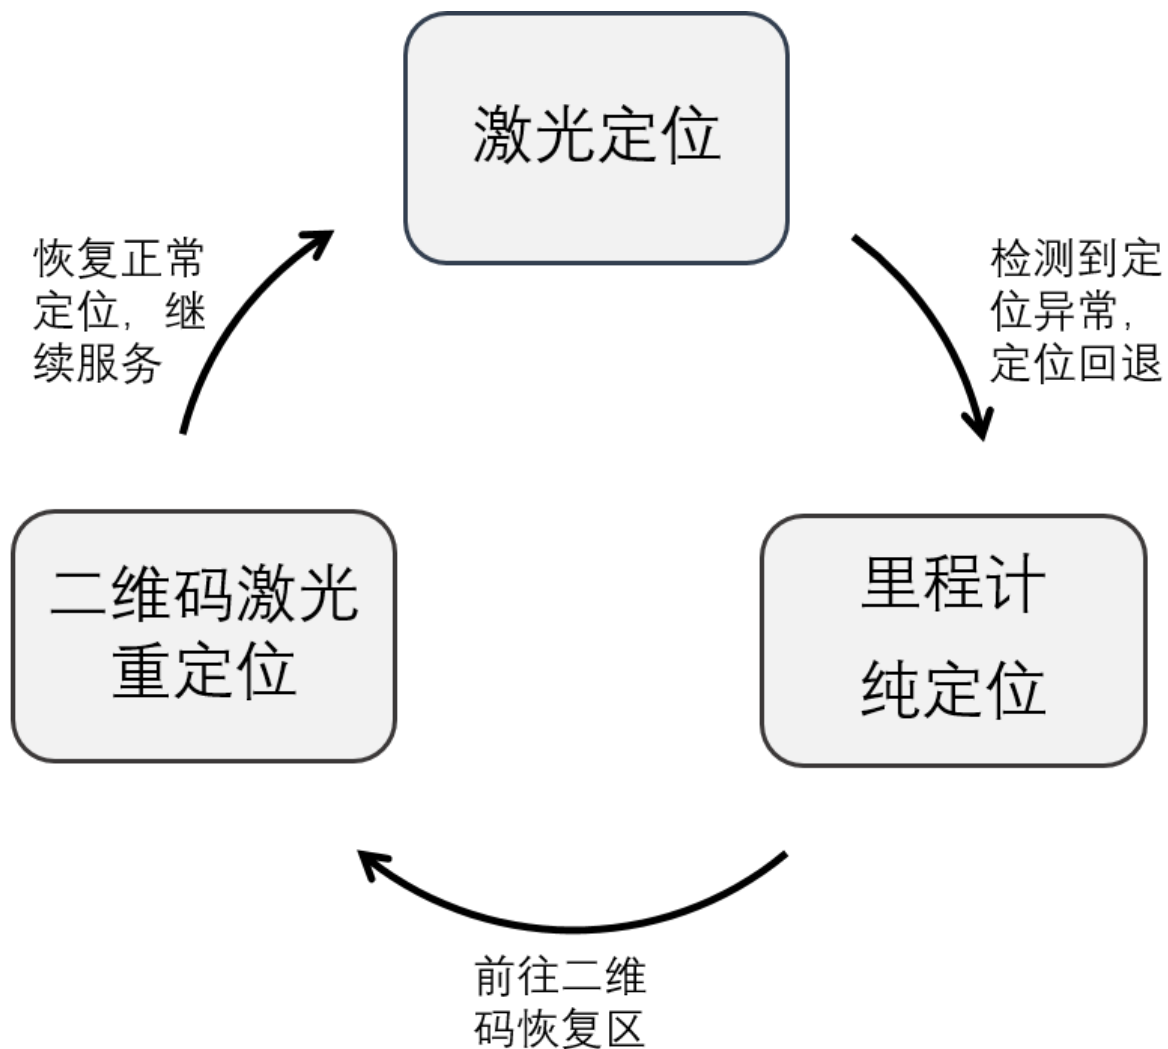 激光定位
恢复正常
定位，继
续服务
检测到定
位异常，
定位回退
二维码激光
重定位
里程计
纯定位
前往二维
码恢复区